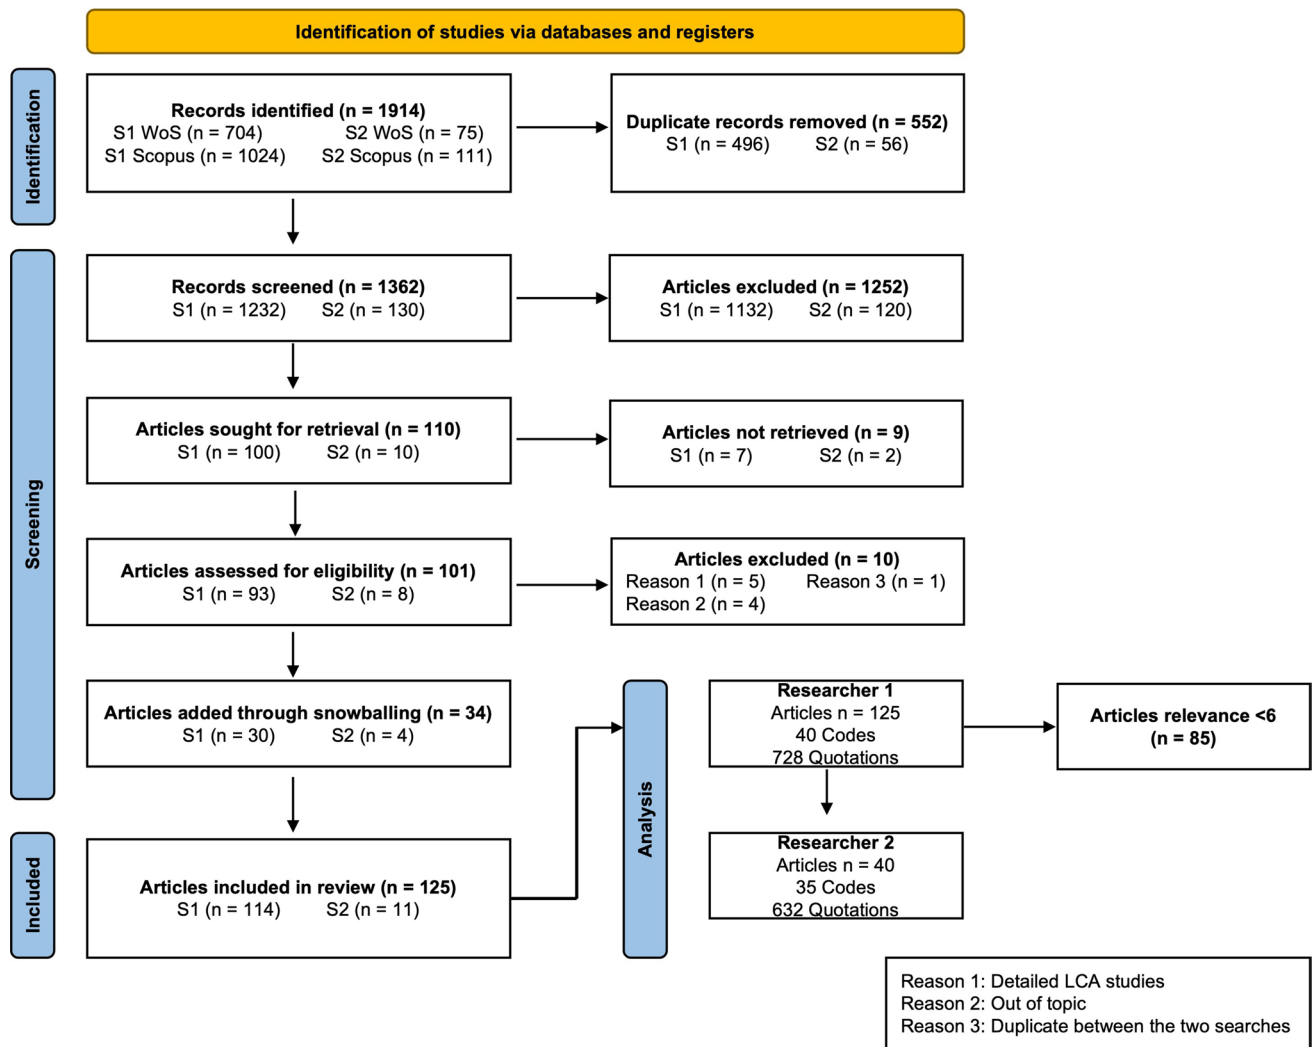 Identification of studies via databases and registers
Identification
Records identified (n = 1914)
S1 WoS (n = 704) S2 WoS (n = 75)
S1 Scopus (n = 1024) S2 Scopus (n = 111)
Duplicate records removed (n = 552)
S1 (n = 496) S2 (n = 56)
Screening
Records screened (n = 1362)
S1 (n = 1232) S2 (n = 130)
Articles excluded (n = 1252)
S1 (n = 1132) S2 (n = 120)
Articles sought for retrieval (n = 110)
S1 (n = 100) S2 (n = 10)
Articles not retrieved (n = 9)
S1 (n = 7) S2 (n = 2)
Articles assessed for eligibility (n = 101)
S1 (n = 93) S2 (n = 8)
Articles excluded (n = 10)
Reason 1 (n = 5) Reason 3 (n = 1)
Reason 2 (n = 4)
Articles added through snowballing (n = 34)
S1 (n = 30) S2 (n = 4)
Included
Articles included in review (n = 125)
S1 (n = 114) S2 (n = 11)
Analysis
Researcher 1
Articles n = 125
40 Codes
728 Quotations
Articles relevance <6
(n = 85)
Researcher 2
Articles n = 40
35 Codes
632 Quotations
Reason 1: Detailed LCA studies
Reason 2: Out of topic
Reason 3: Duplicate between the two searches